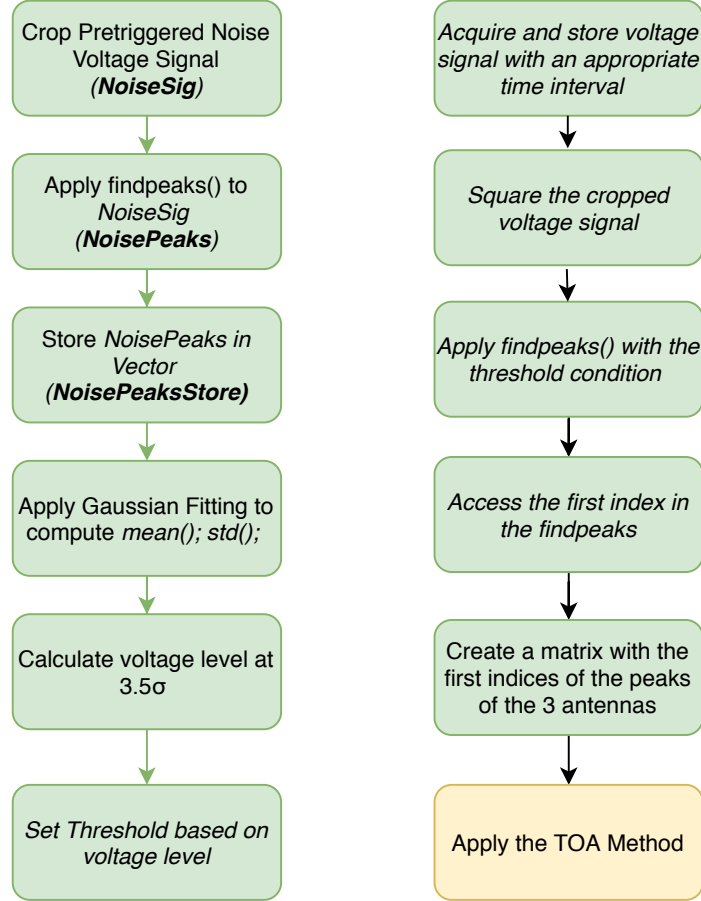 Crop Pretriggered Noise
Voltage Signal
(NoiseSig)
Apply findpeaks() to
NoiseSig
(NoisePeaks)
Store NoisePeaks in
Vector
(NoisePeaksStore)
Apply Gaussian Fitting to
compute mean(); std();
Calculate voltage level at
3.5σ
Set Threshold based on
voltage level
Acquire and store voltage
signal with an appropriate
time interval
Square the cropped
voltage signal
Apply findpeaks() with the
threshold condition
Access the first index in
the findpeaks
Create a matrix with the
first indices of the peaks
of the 3 antennas
Apply the TOA Method